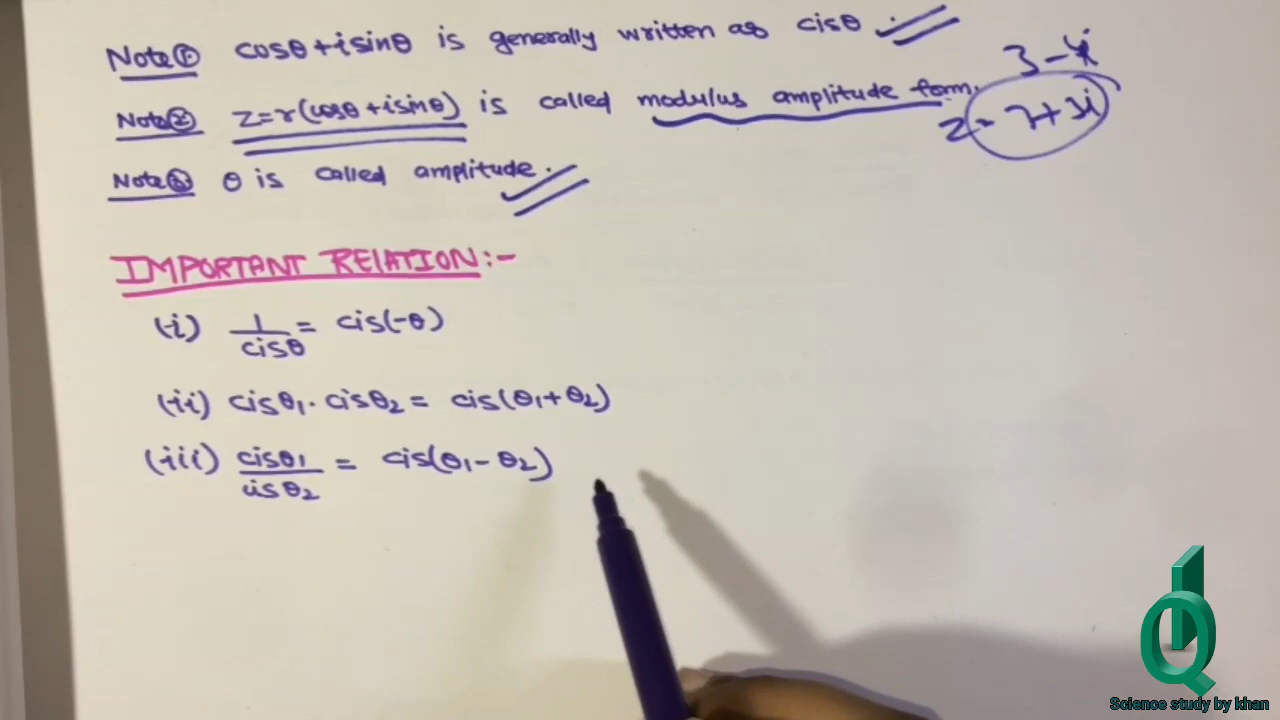 Note① cosθ+isinθ is generally written as cisθ
3-4i
Note② z=r(cosθ+isinθ) is called modulus amplitude form.
Note③ θ is called amplitude.
IMPORTANT RELATION:-
(i) 1/cisθ = cis(-θ)
(ii) cisθ₁. cisθ₂ = cis(θ₁+θ₂)
(iii) cisθ₁/cisθ₂ = cis(θ₁-θ₂)
Science study by khan